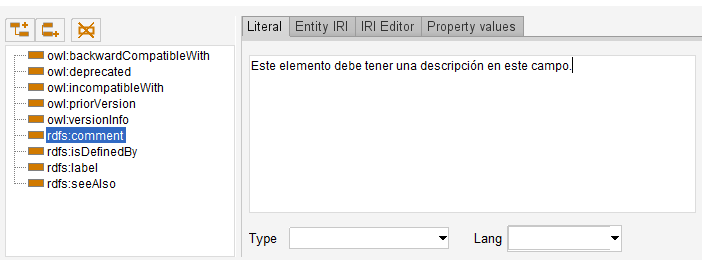 owl:backwardCompatibleWith
owl:deprecated
owl:incompatibleWith
owl:priorVersion
owl:versionInfo
rdfs:comment
rdfs:isDefinedBy
rdfs:label
rdfs:seeAlso
Literal Entity IRI IRI Editor Property values
Este elemento debe tener una descripción en este campo.
Type Lang